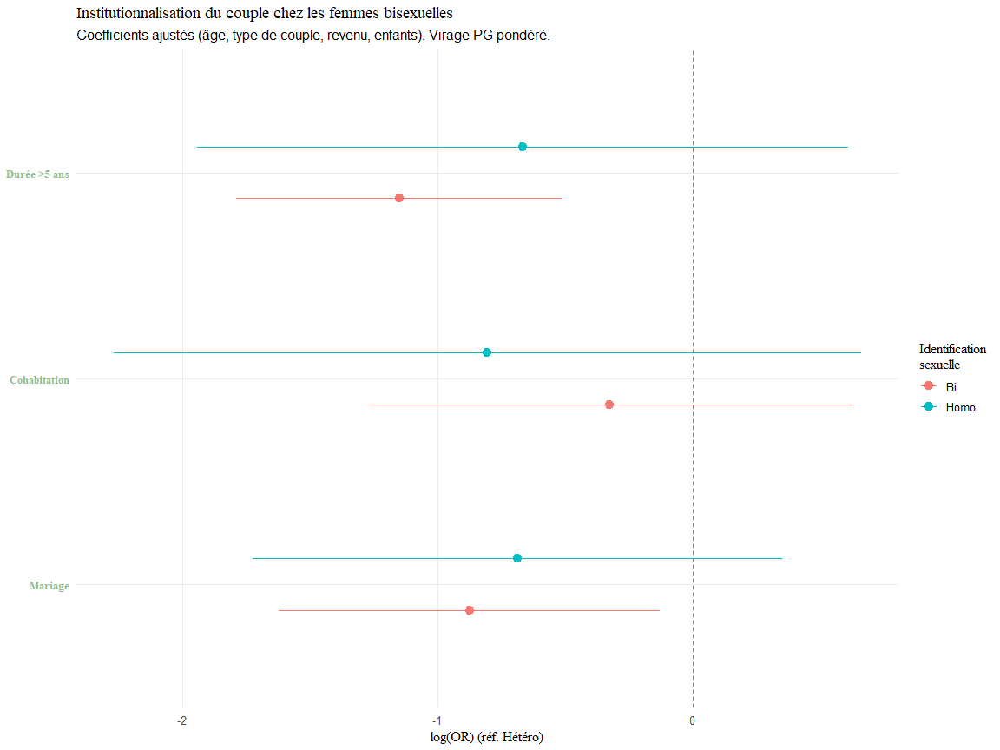 Institutionnalisation du couple chez les femmes bisexuelles
Coefficients ajustés (âge, type de couple, revenu, enfants). Virage PG pondéré.
Durée >5 ans
Cohabitation
Mariage
-2
-1
0
log(OR) (réf. Hétéro)
Identification
sexuelle
Bi
Homo